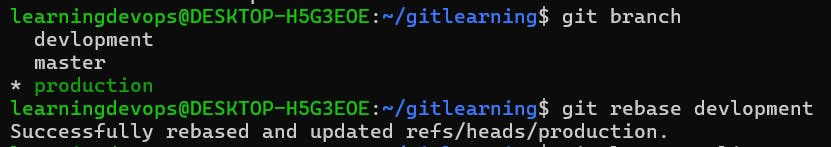 learningdevops@DESKTOP-H5G3EOE:~/gitlearning$ git branch
  devlopment
  master
* production
learningdevops@DESKTOP-H5G3EOE:~/gitlearning$ git rebase devlopment
Successfully rebased and updated refs/heads/production.